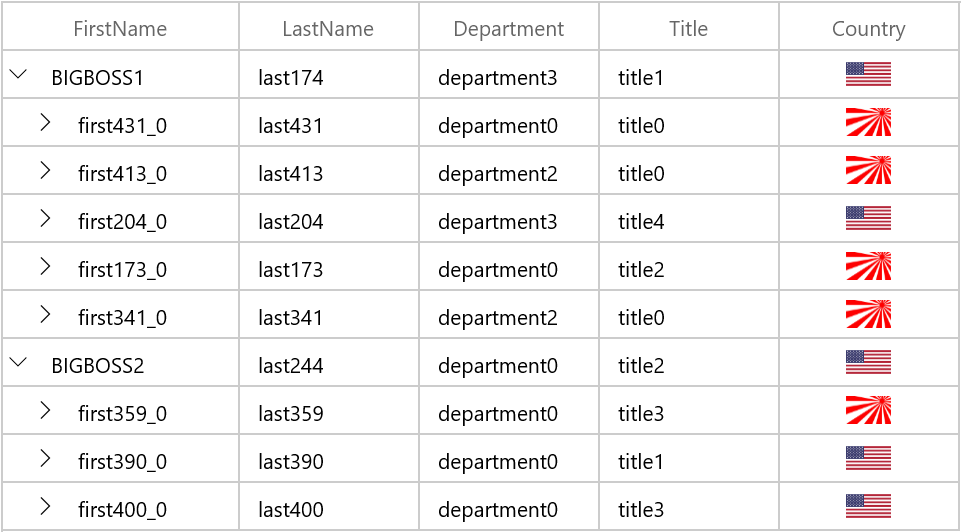 FirstName LastName Department Title Country
BIGBOSS1 last174 department3 title1
first431_0 last431 department0 title0
first413_0 last413 department2 title0
first204_0 last204 department3 title4
first173_0 last173 department0 title2
first341_0 last341 department2 title0
BIGBOSS2 last244 department0 title2
first359_0 last359 department0 title3
first390_0 last390 department0 title1
first400_0 last400 department0 title3